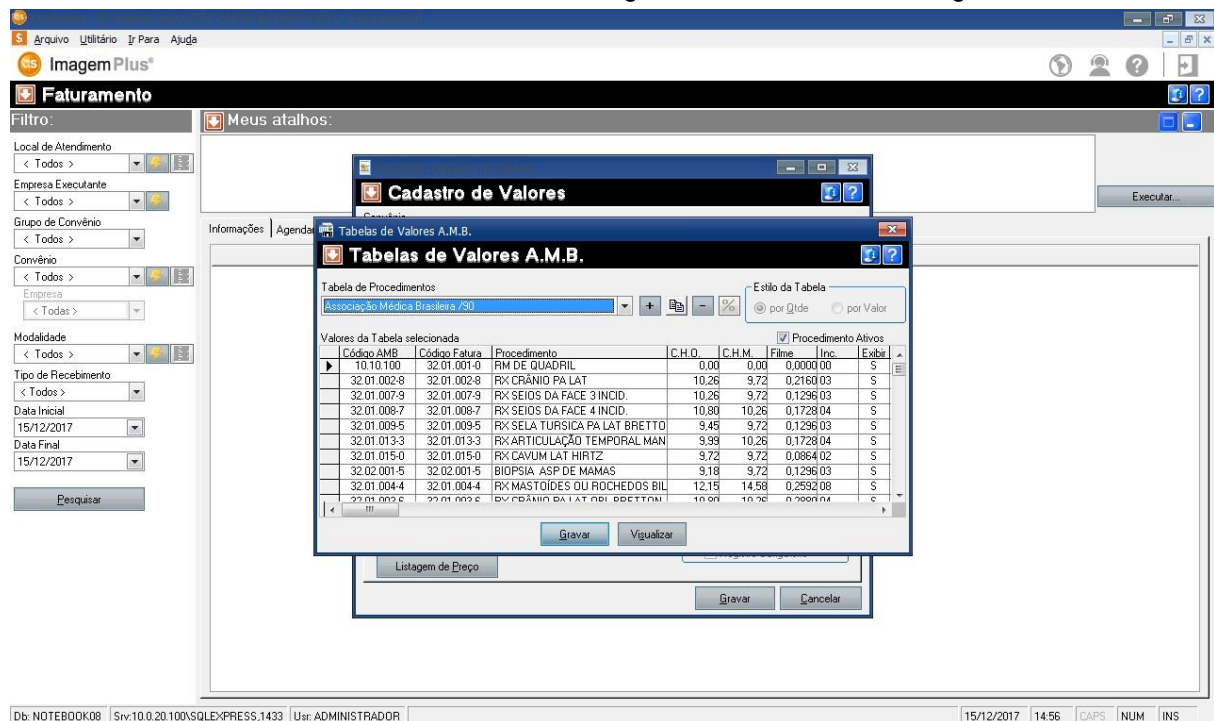 Arquivo Utilitário Ir Para Ajuda
ImagemPlus®
Faturamento
Filtro:
Meus atalhos:
Local de Atendimento
< Todos >
Empresa Executante
< Todos >
Grupo de Convênio
< Todos >
Convênio
< Todos >
Empresa
< Todas >
Modalidade
< Todos >
Tipo de Recebimento
< Todos >
Data Inicial
15/12/2017
Data Final
15/12/2017
Pesquisar
Executar...
Informações
Cadastro de Valores
Tabelas de Valores A.M.B.
Tabelas de Valores A.M.B.
Tabela de Procedimentos
Associação Médica Brasileira /90
Estilo da Tabela
por Qtde por Valor
Valores da Tabela selecionada
Procedimento Ativos
Código AMB Código Fatura Procedimento C.H.O. C.H.M. Filme Inc. Exibir
10.10.100 32.01.001-0 RM DE QUADRIL 0,00 0,00 0,0000 00 S
32.01.002-8 32.01.002-8 RX CRÂNIO PA LAT 10,26 9,72 0,2160 03 S
32.01.007-9 32.01.007-9 RX SEIOS DA FACE 3 INCID. 10,26 9,72 0,1296 03 S
32.01.008-7 32.01.008-7 RX SEIOS DA FACE 4 INCID. 10,80 10,26 0,1728 04 S
32.01.009-5 32.01.009-5 RX SELA TURSICA PA LAT BRETTO 9,45 9,72 0,1296 03 S
32.01.013-3 32.01.013-3 RX ARTICULAÇÃO TEMPORAL MAN 9,99 10,26 0,1728 04 S
32.01.015-0 32.01.015-0 RX CAVUM LAT HIRTZ 9,72 9,72 0,0864 02 S
32.02.001-5 32.02.001-5 BIOPSIA ASP DE MAMAS 9,18 9,72 0,1296 03 S
32.01.004-4 32.01.004-4 RX MASTOÍDES OU ROCHEDOS BIL 12,15 14,58 0,2592 08 S
Gravar Visualizar
Listagem de Preço
Gravar Cancelar
Db: NOTEBOOK08 Srv:10.0.20.100\SQLEXPRESS,1433 Usr: ADMINISTRADOR 15/12/2017 14:56 CAPS NUM INS